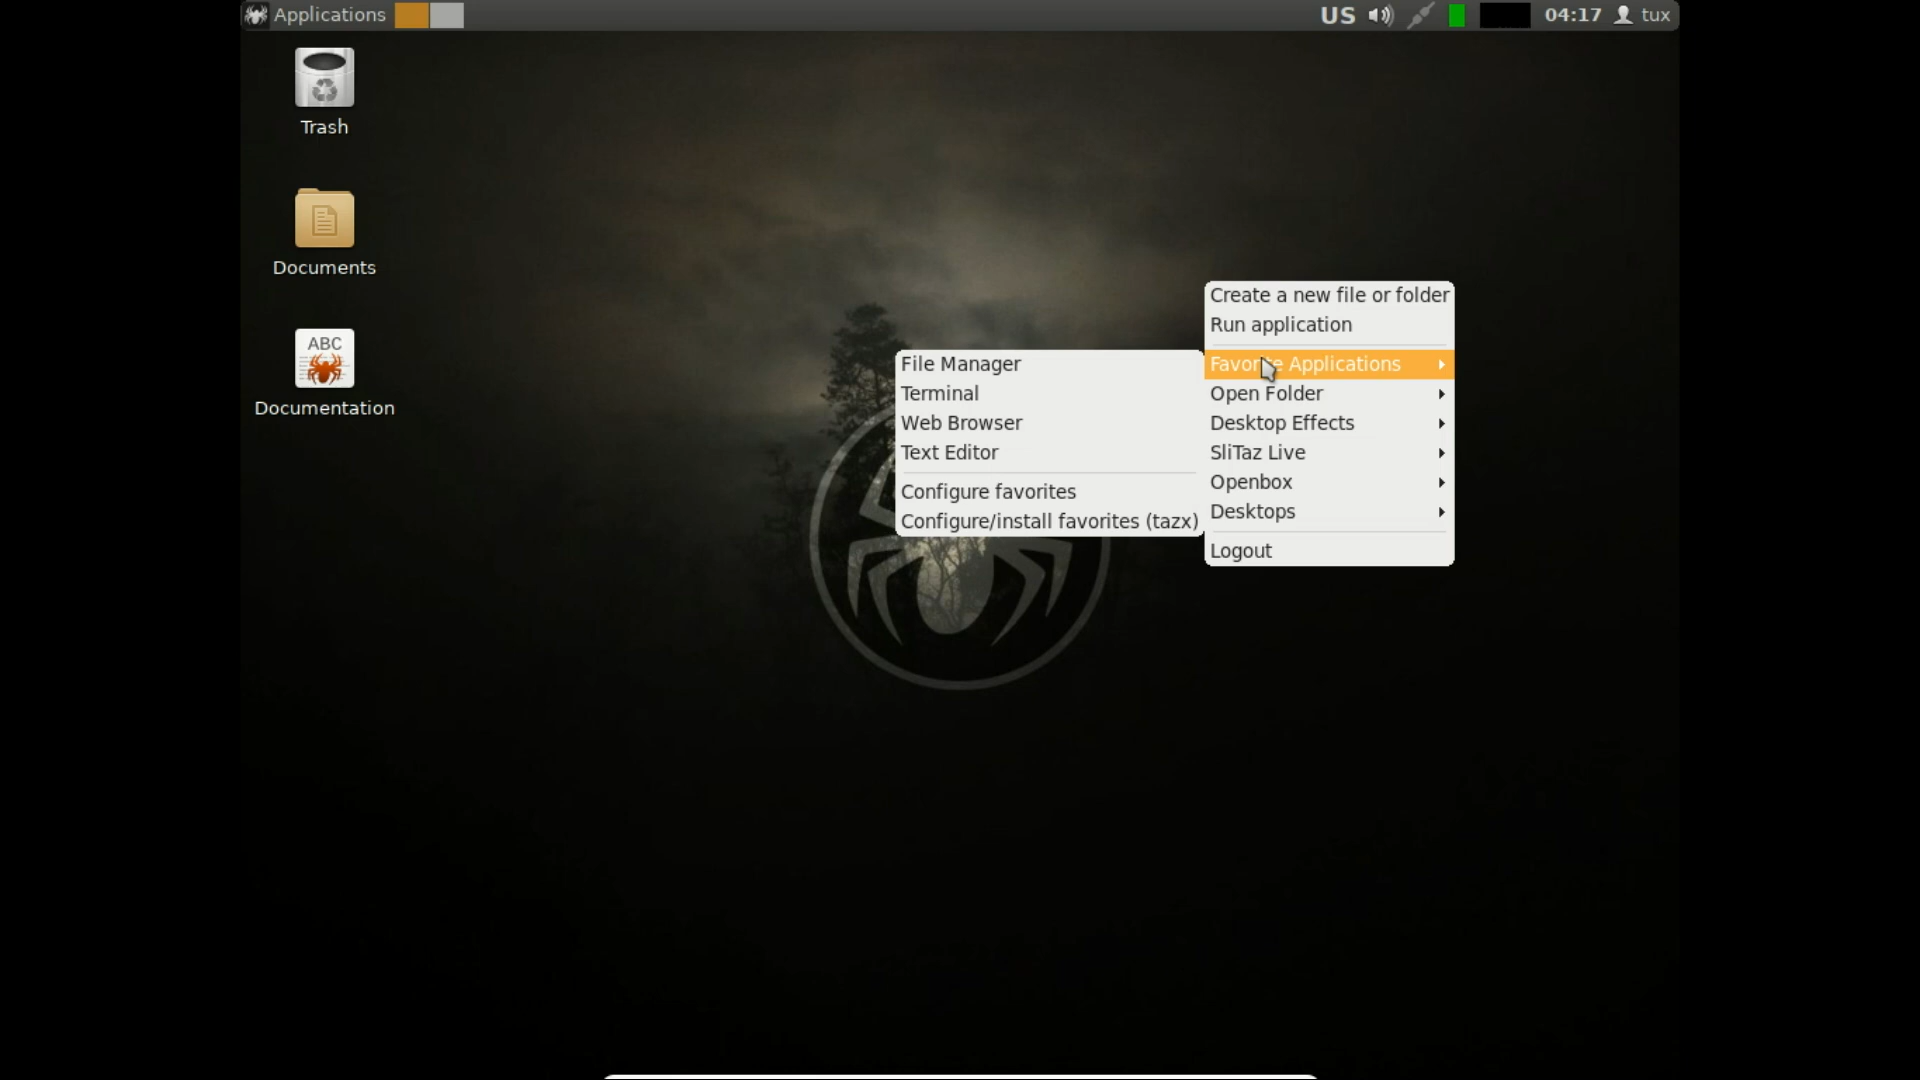 Applications
US 04:17 tux
Trash
Documents
ABC
Documentation
Create a new file or folder
Run application
Favorite Applications
Open Folder
Desktop Effects
SliTaz Live
Openbox
Desktops
Logout
File Manager
Terminal
Web Browser
Text Editor
Configure favorites
Configure/install favorites (tazx)